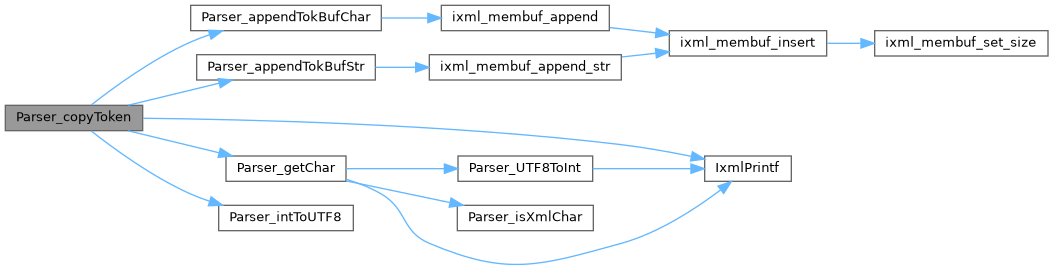 Parser_appendTokBufChar
ixml_membuf_append
ixml_membuf_insert
ixml_membuf_set_size
Parser_appendTokBufStr
ixml_membuf_append_str
Parser_copyToken
Parser_getChar
Parser_UTF8ToInt
IxmlPrintf
Parser_intToUTF8
Parser_isXmlChar